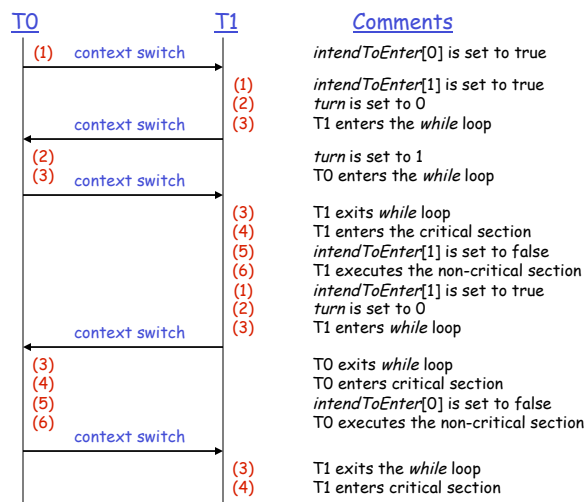 T0 T1 Comments
(1) context switch intendToEnter[0] is set to true
(1) intendToEnter[1] is set to true
(2) turn is set to 0
context switch (3) T1 enters the while loop
(2) turn is set to 1
(3) context switch T0 enters the while loop
(3) T1 exits while loop
(4) T1 enters the critical section
(5) intendToEnter[1] is set to false
(6) T1 executes the non-critical section
(1) intendToEnter[1] is set to true
(2) turn is set to 0
context switch (3) T1 enters while loop
(3) T0 exits while loop
(4) T0 enters critical section
(5) intendToEnter[0] is set to false
(6) T0 executes the non-critical section
context switch
(3) T1 exits the while loop
(4) T1 enters critical section